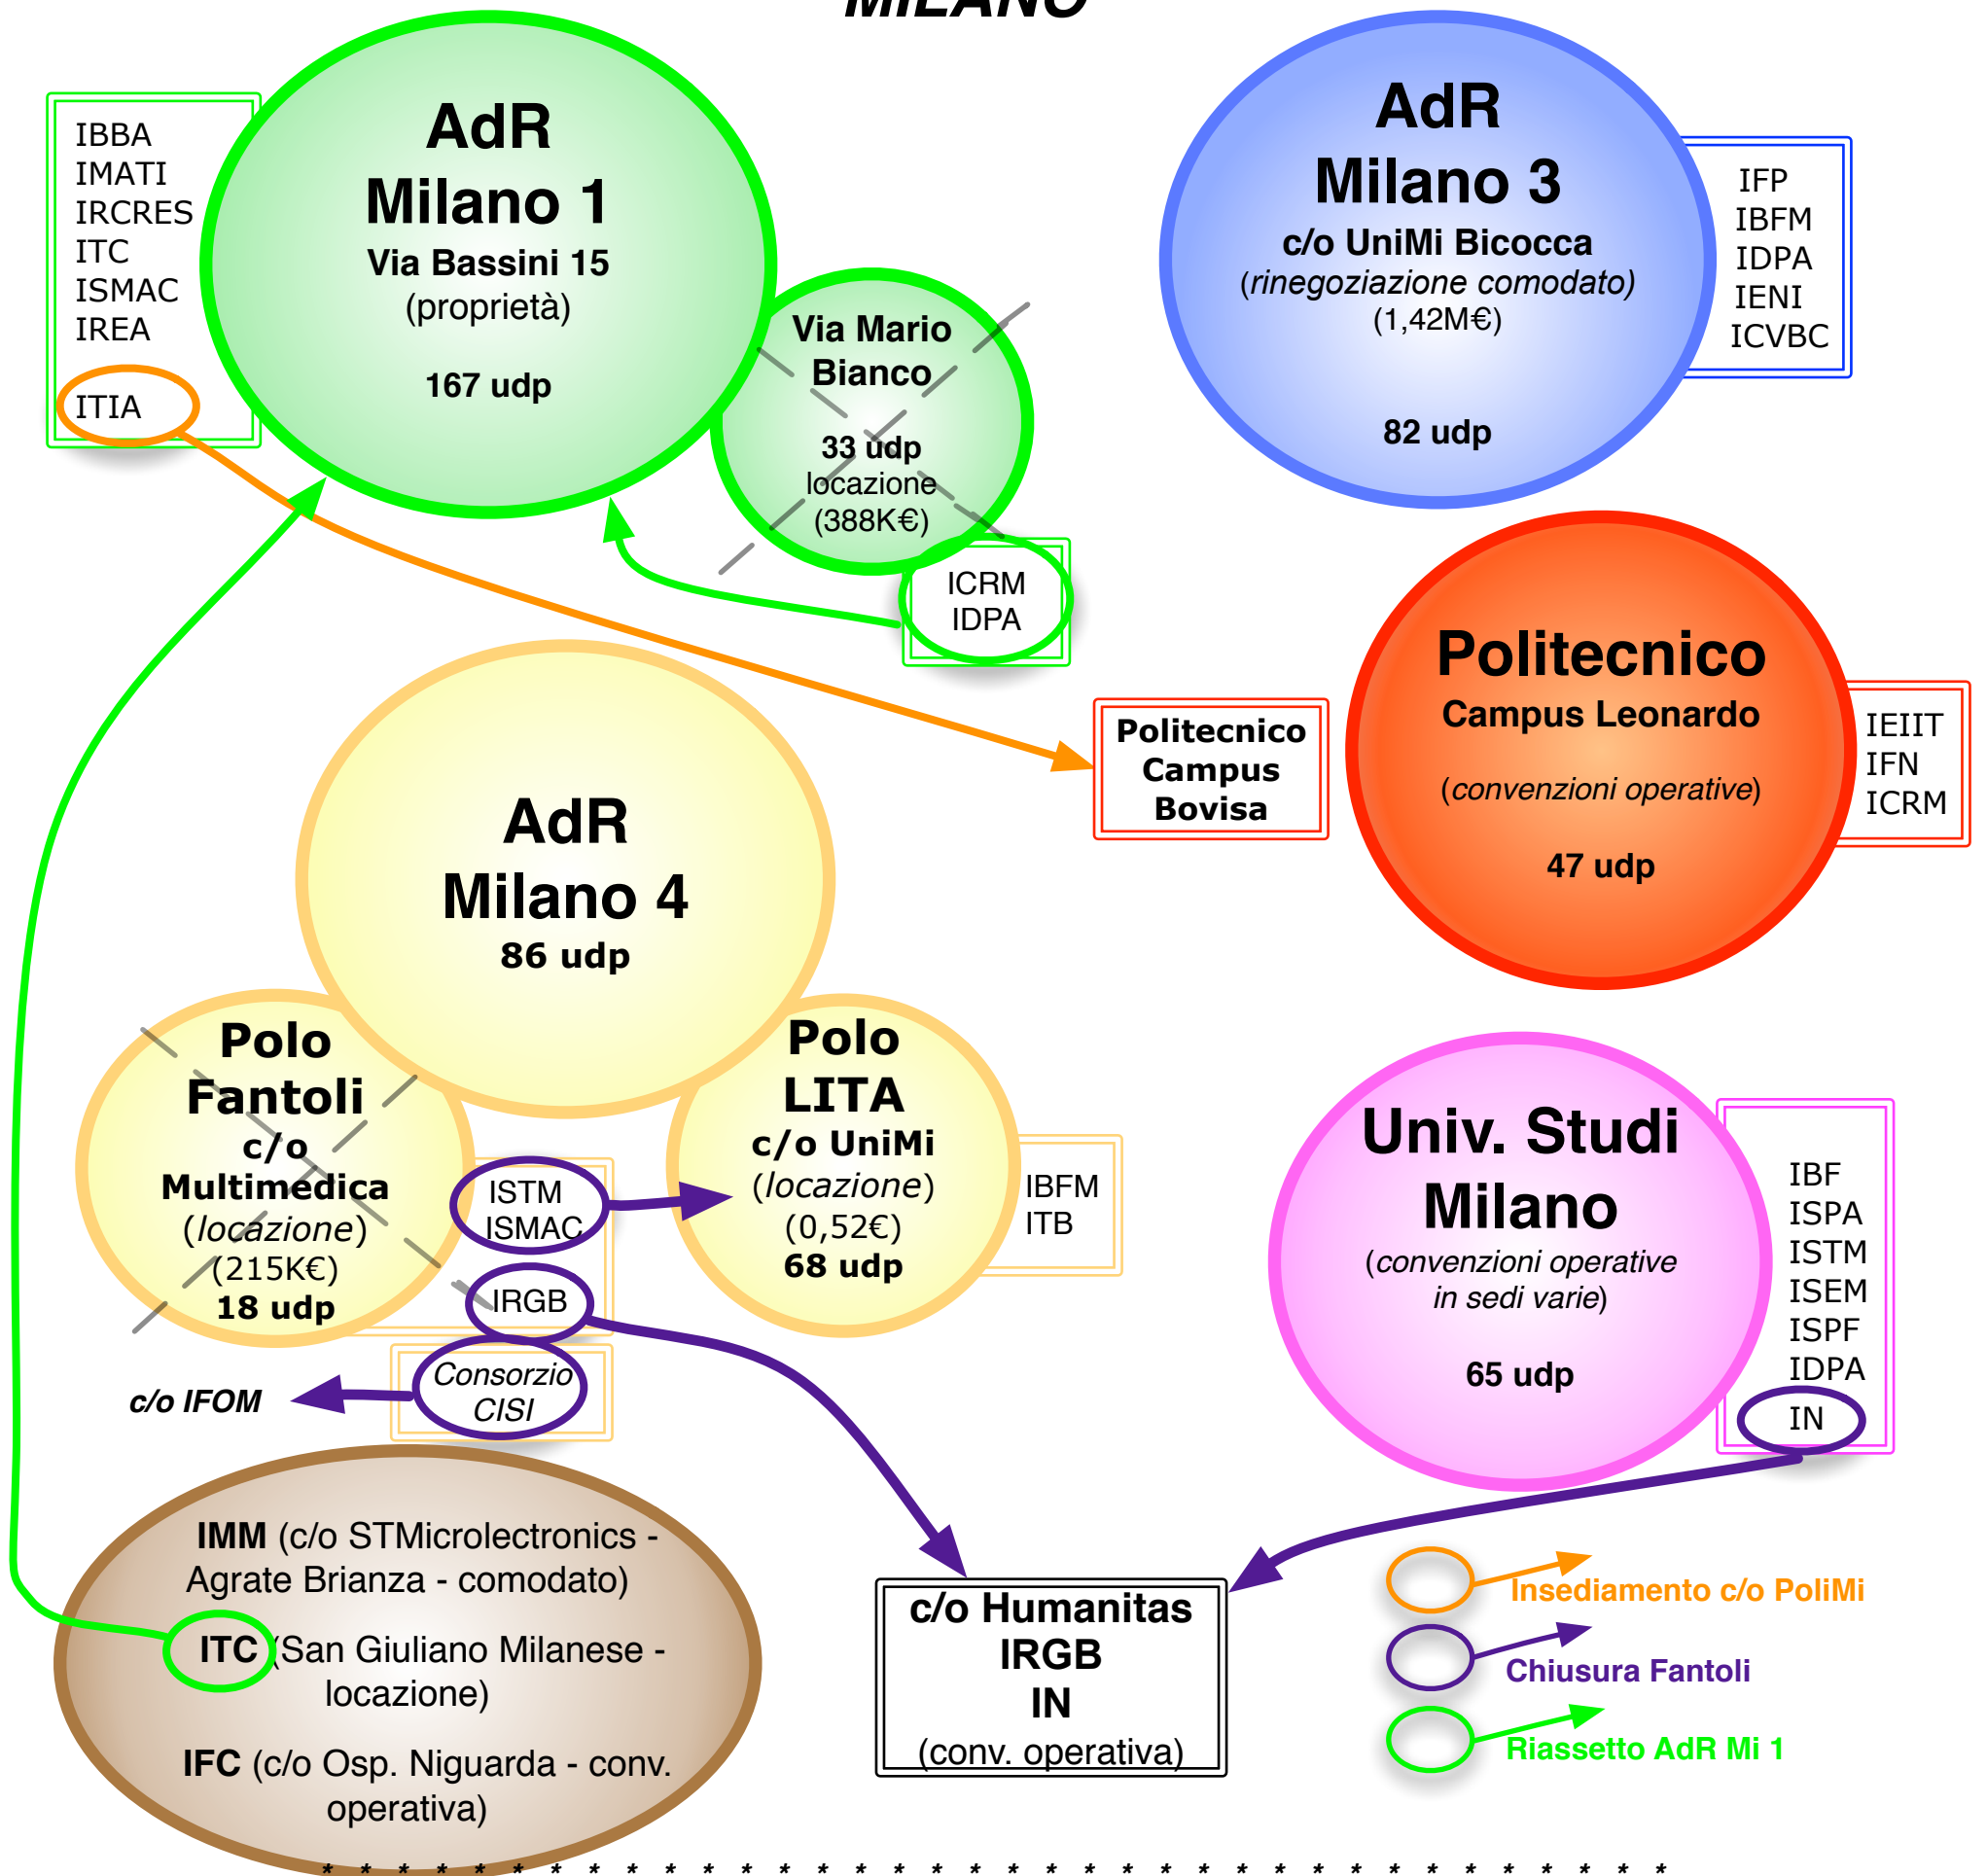 MILANO
IBBA
IMATI
IRCRES
ITC
ISMAC
IREA
ITIA
AdR
Milano 1
Via Bassini 15
(proprietà)
167 udp
Via Mario
Bianco
33 udp
locazione
(388K€)
ICRM
IDPA
AdR
Milano 3
c/o UniMi Bicocca
(rinegoziazione comodato)
(1,42M€)
82 udp
IFP
IBFM
IDPA
IENI
ICVBC
Politecnico
Campus
Bovisa
Politecnico
Campus Leonardo
(convenzioni operative)
47 udp
IEIIT
IFN
ICRM
AdR
Milano 4
86 udp
Polo
Fantoli
c/o
Multimedica
(locazione)
(215K€)
18 udp
ISTM
ISMAC
IRGB
Consorzio
CISI
c/o IFOM
Polo
LITA
c/o UniMi
(locazione)
(0,52€)
68 udp
IBFM
ITB
Univ. Studi
Milano
(convenzioni operative
in sedi varie)
65 udp
IBF
ISPA
ISTM
ISEM
ISPF
IDPA
IN
IMM (c/o STMicrolectronics -
Agrate Brianza - comodato)
ITC (San Giuliano Milanese -
locazione)
IFC (c/o Osp. Niguarda - conv.
operativa)
c/o Humanitas
IRGB
IN
(conv. operativa)
Insediamento c/o PoliMi
Chiusura Fantoli
Riassetto AdR Mi 1
* * * * * * * * * * * * * * * * * * * * * * * * * * * * * * * * * * * *